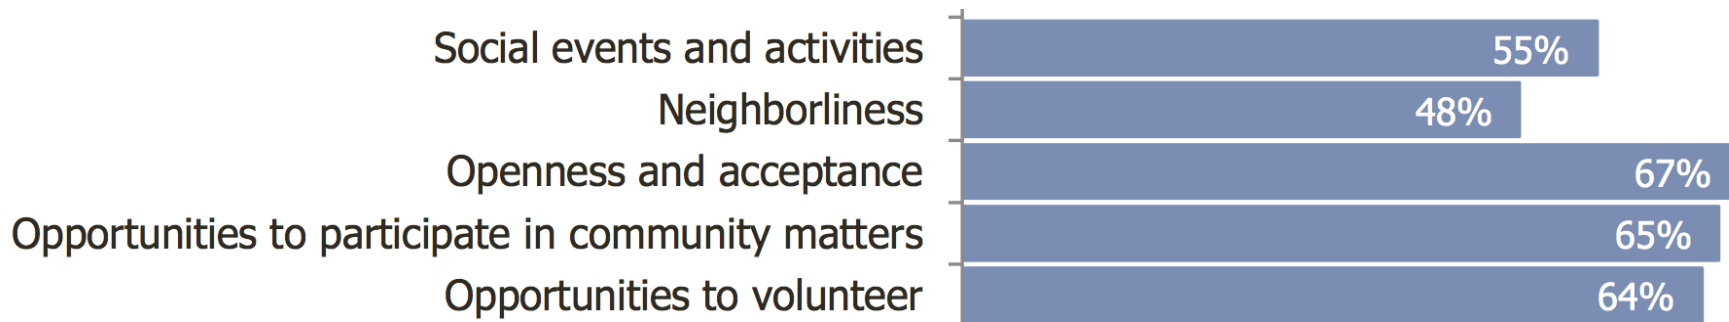 Social events and activities 55%
Neighborliness 48%
Openness and acceptance 67%
Opportunities to participate in community matters 65%
Opportunities to volunteer 64%